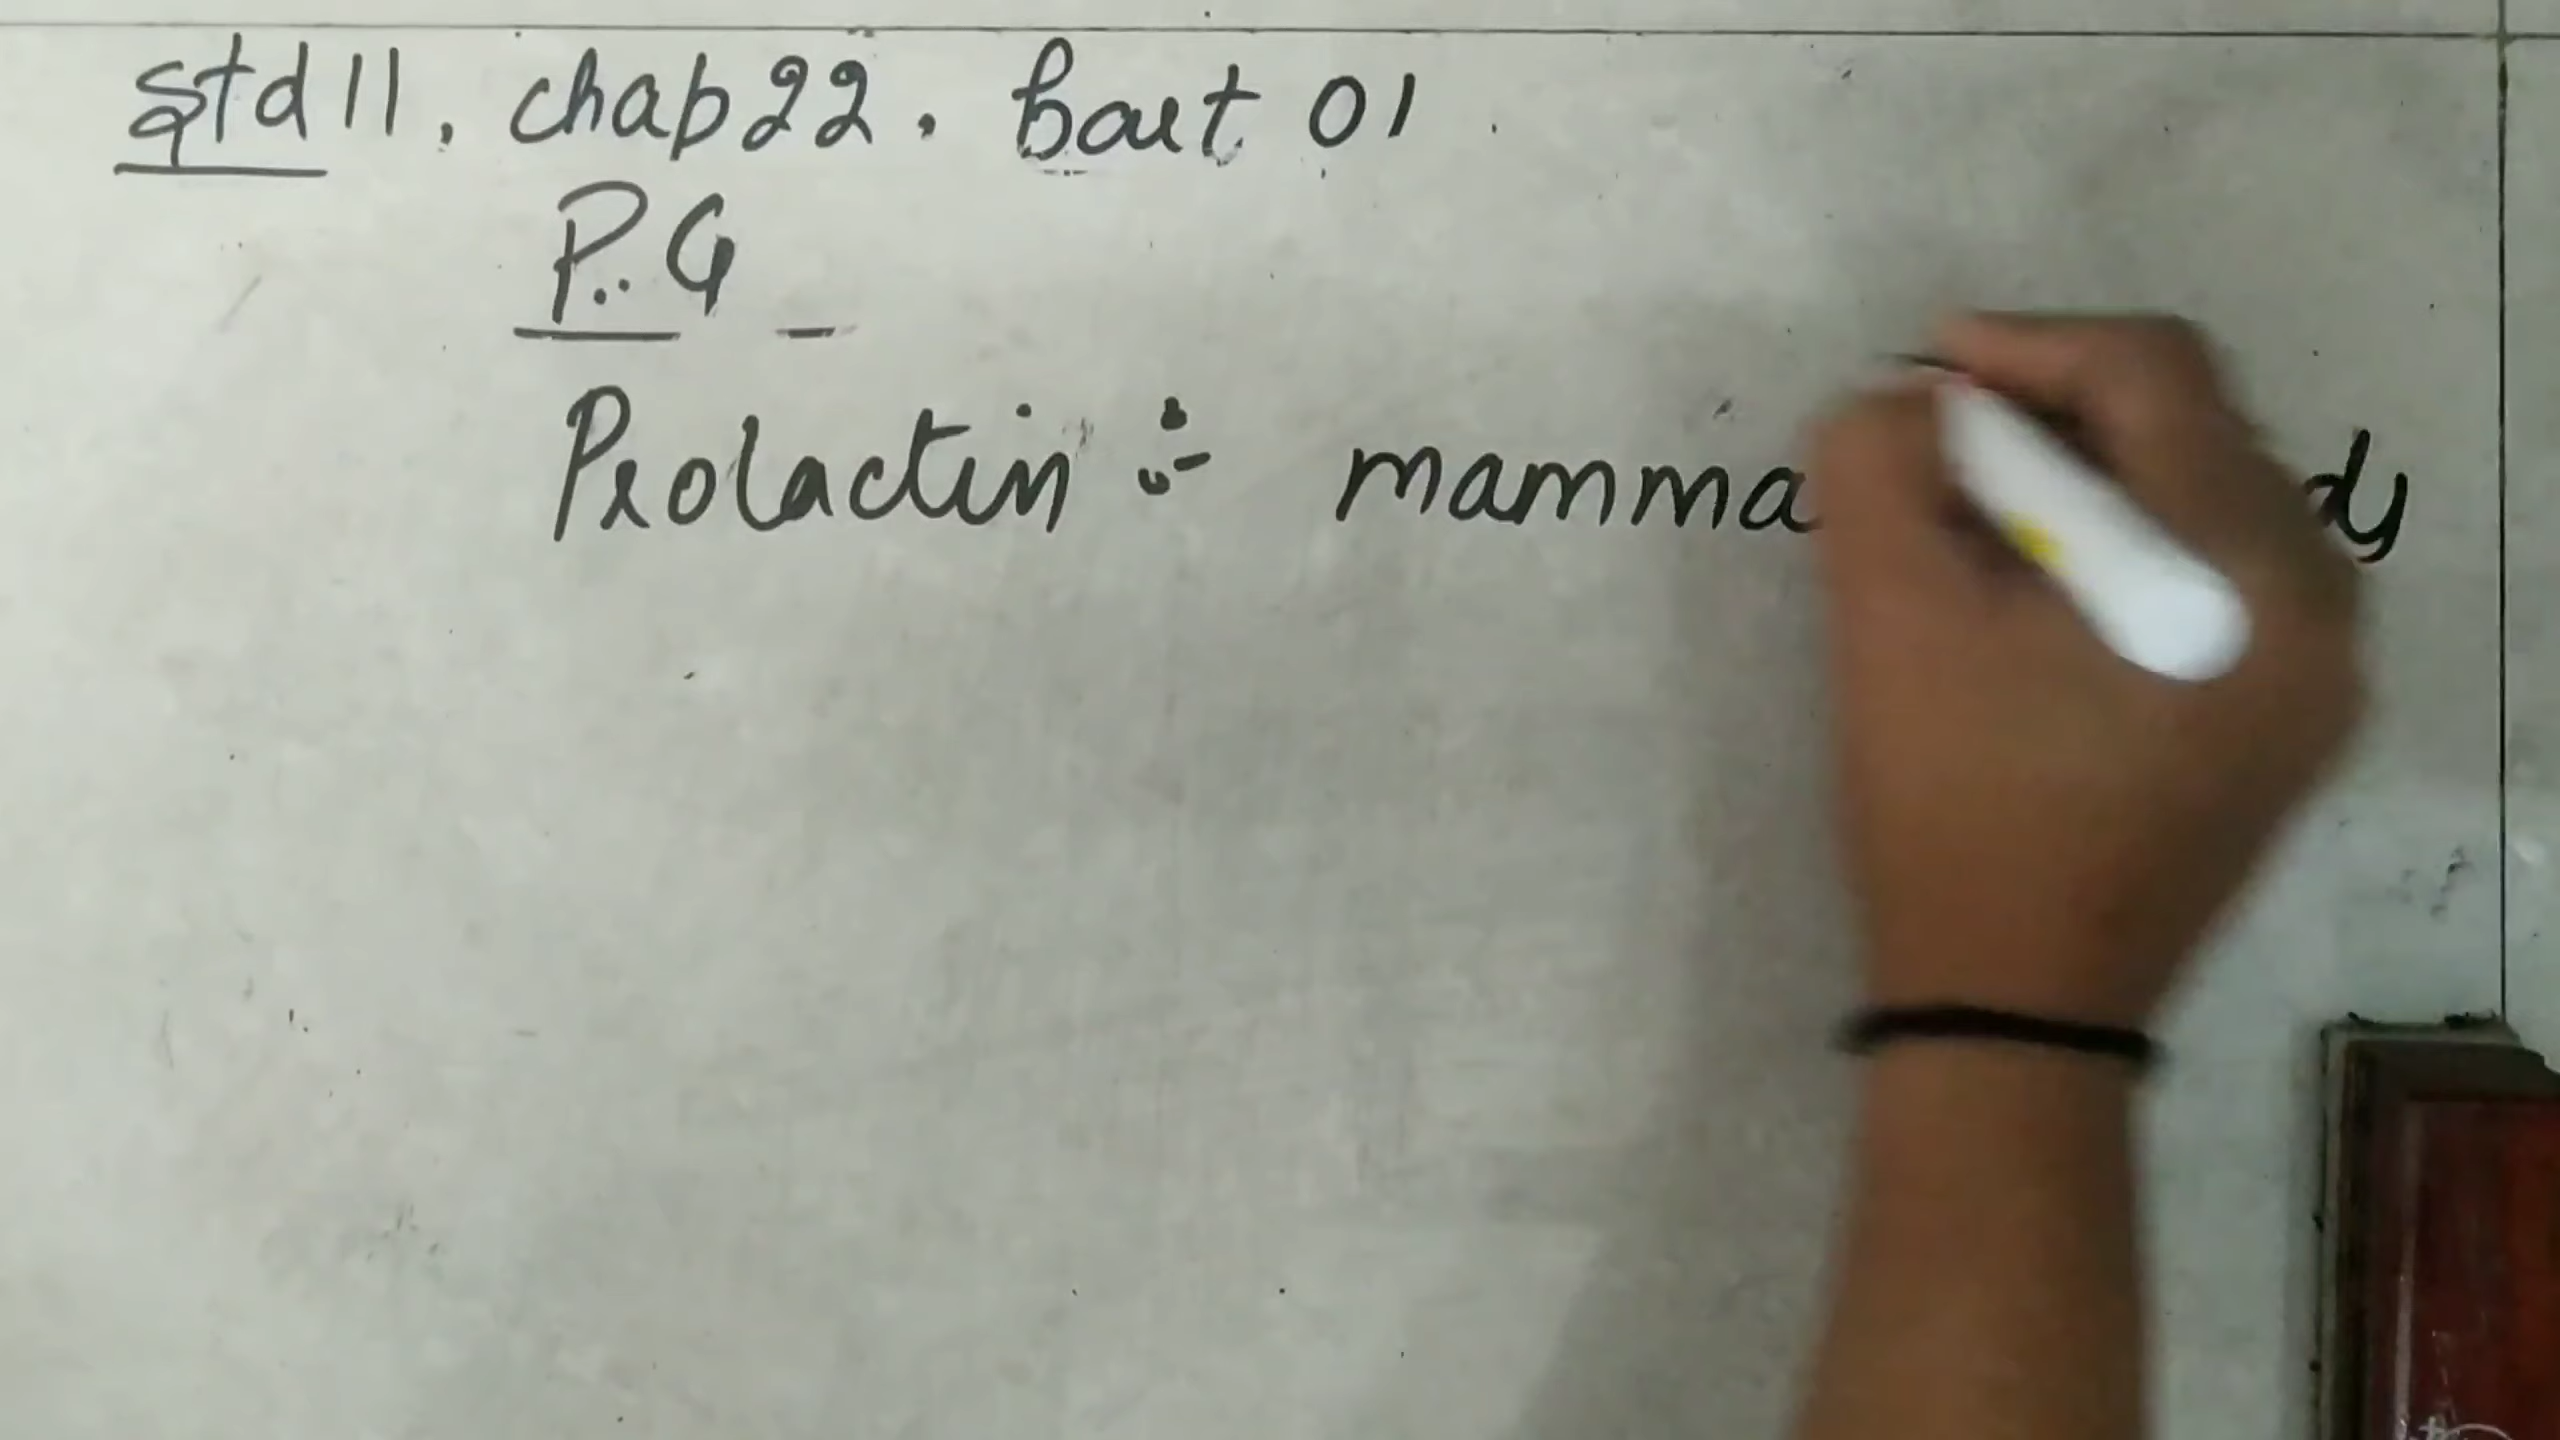 Std 11. chap 22. Part 01
P.G
Prolactin :- mamma